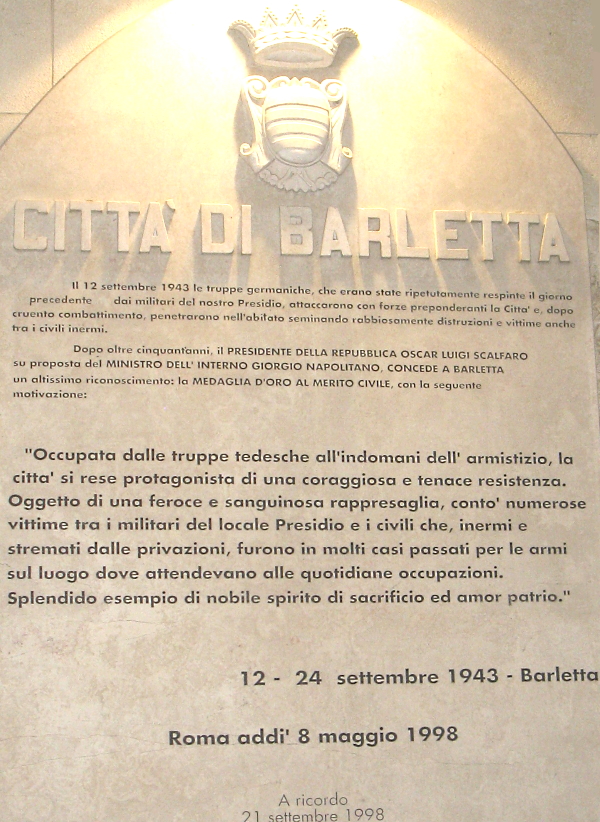 CITTA' DI BARLETTA
Il 12 settembre 1943 le truppe germaniche, che erano state ripetutamente respinte il giorno
precedente dai militari del nostro Presidio, attaccarono con forze preponderanti la Citta' e, dopo
cruento combattimento, penetrarono nell'abitato seminando rabbiosamente distruzioni e vittime anche
tra i civili inermi.
Dopo oltre cinquant'anni, il PRESIDENTE DELLA REPUBBLICA OSCAR LUIGI SCALFARO
su proposta del MINISTRO DELL' INTERNO GIORGIO NAPOLITANO, CONCEDE A BARLETTA
un altissimo riconoscimento: la MEDAGLIA D'ORO AL MERITO CIVILE, con la seguente
motivazione:
"Occupata dalle truppe tedesche all'indomani dell' armistizio, la
citta' si rese protagonista di una coraggiosa e tenace resistenza.
Oggetto di una feroce e sanguinosa rappresaglia, conto' numerose
vittime tra i militari del locale Presidio e i civili che, inermi e
stremati dalle privazioni, furono in molti casi passati per le armi
sul luogo dove attendevano alle quotidiane occupazioni.
Splendido esempio di nobile spirito di sacrificio ed amor patrio."
12 - 24 settembre 1943 - Barletta
Roma addi' 8 maggio 1998
A ricordo
21 settembre 1998